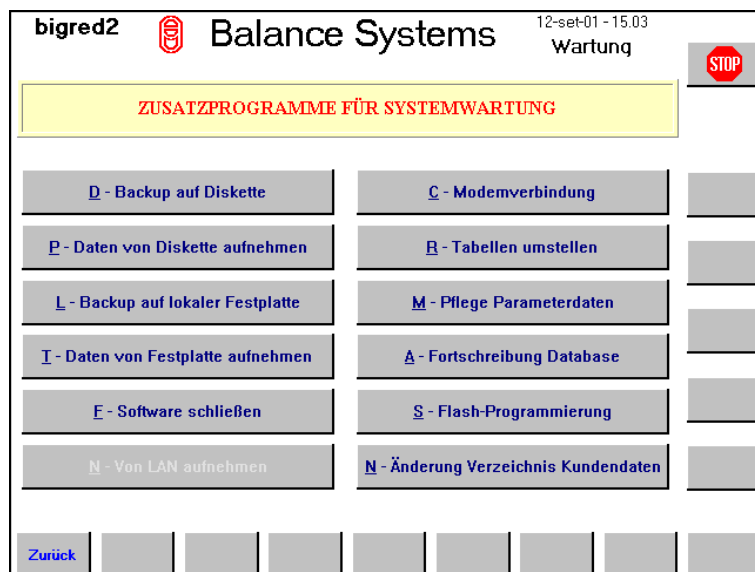 bigred2
Balance Systems
12-set-01 - 15.03
Wartung
STOP
ZUSATZPROGRAMME FÜR SYSTEMWARTUNG
D - Backup auf Diskette
C - Modemverbindung
P - Daten von Diskette aufnehmen
R - Tabellen umstellen
L - Backup auf lokaler Festplatte
M - Pflege Parameterdaten
T - Daten von Festplatte aufnehmen
A - Fortschreibung Database
F - Software schließen
S - Flash-Programmierung
N - Von LAN aufnehmen
N - Änderung Verzeichnis Kundendaten
Zurück